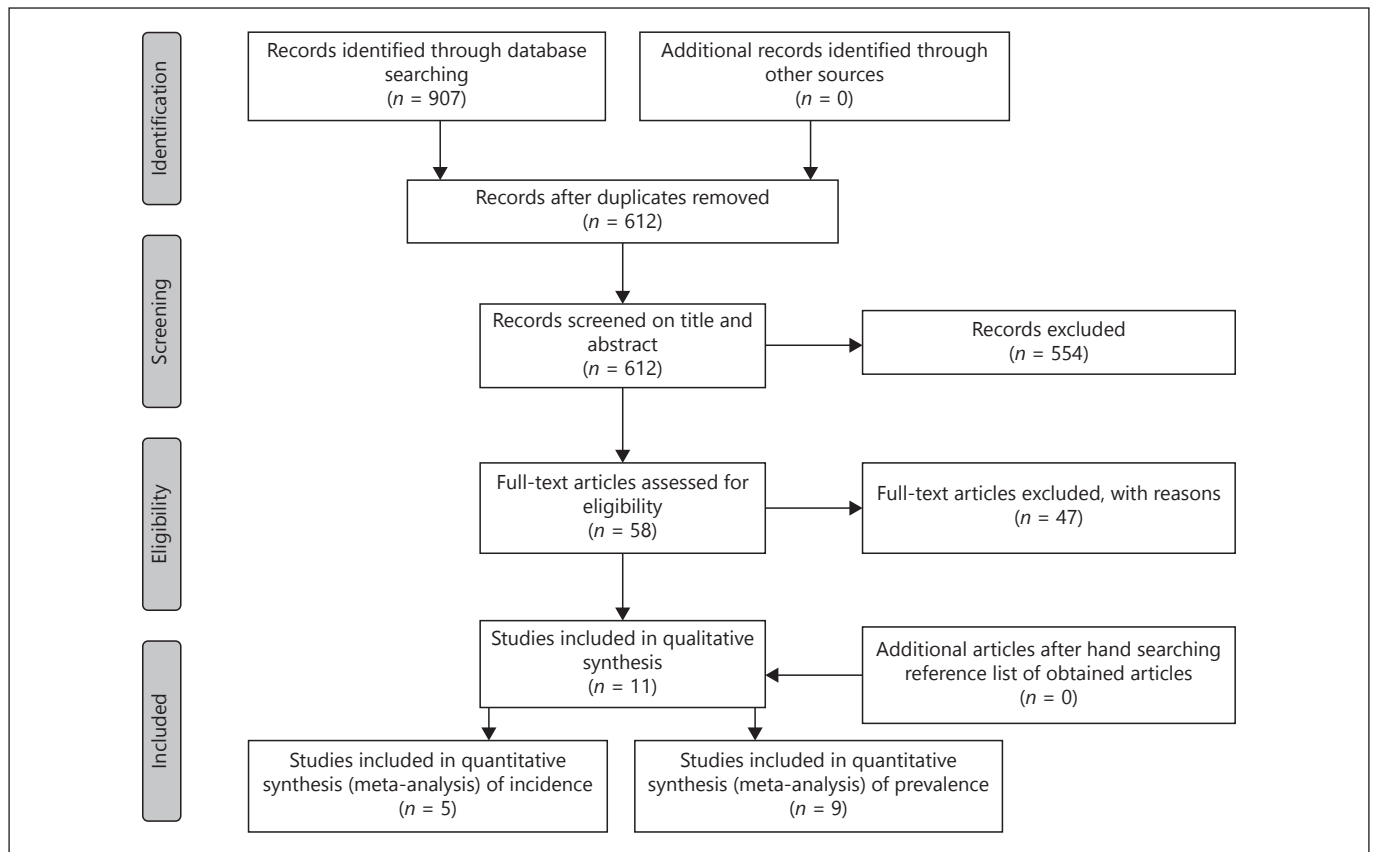 Identification
Records identified through database
searching
(n = 907)
Additional records identified through
other sources
(n = 0)
Records after duplicates removed
(n = 612)
Screening
Records screened on title and
abstract
(n = 612)
Records excluded
(n = 554)
Eligibility
Full-text articles assessed for
eligibility
(n = 58)
Full-text articles excluded, with reasons
(n = 47)
Included
Studies included in qualitative
synthesis
(n = 11)
Additional articles after hand searching
reference list of obtained articles
(n = 0)
Studies included in quantitative
synthesis (meta-analysis) of incidence
(n = 5)
Studies included in quantitative
synthesis (meta-analysis) of prevalence
(n = 9)